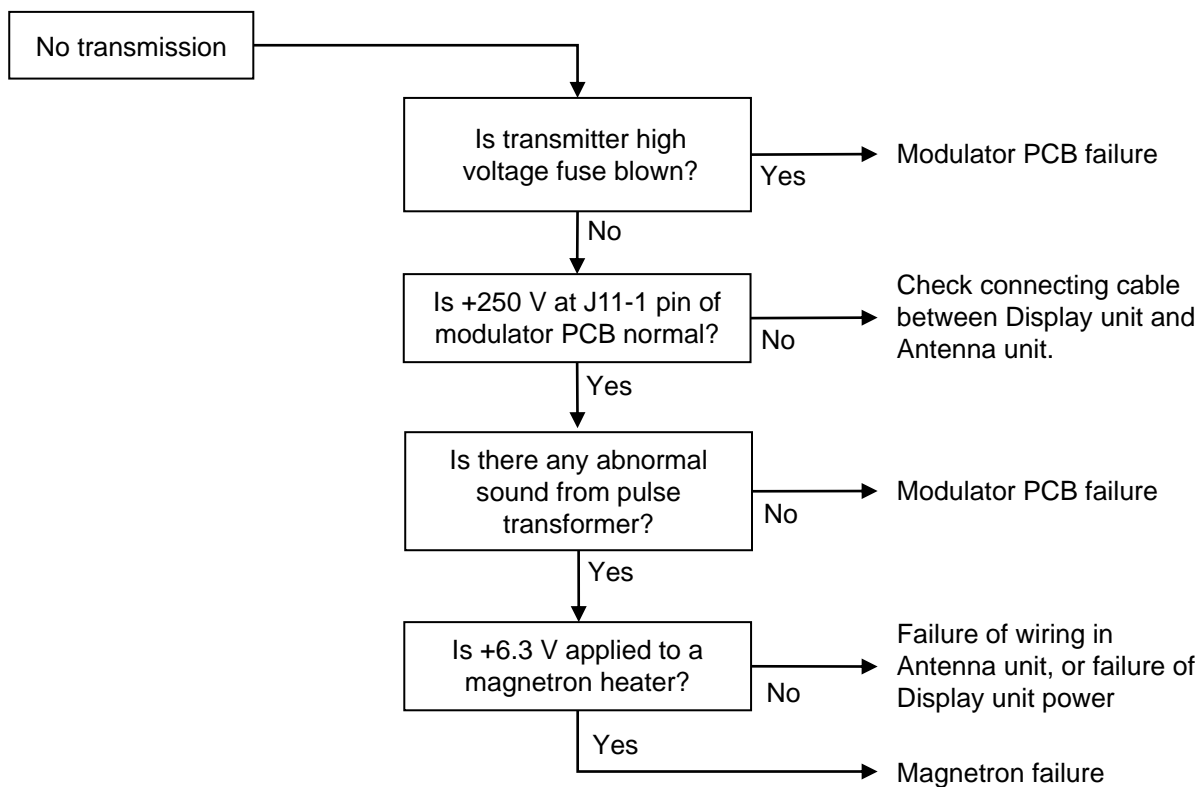 No transmission
Is transmitter high
voltage fuse blown?
Yes
Modulator PCB failure
No
Is +250 V at J11-1 pin of
modulator PCB normal?
No
Check connecting cable
between Display unit and
Antenna unit.
Yes
Is there any abnormal
sound from pulse
transformer?
No
Modulator PCB failure
Yes
Is +6.3 V applied to a
magnetron heater?
No
Failure of wiring in
Antenna unit, or failure of
Display unit power
Yes
Magnetron failure